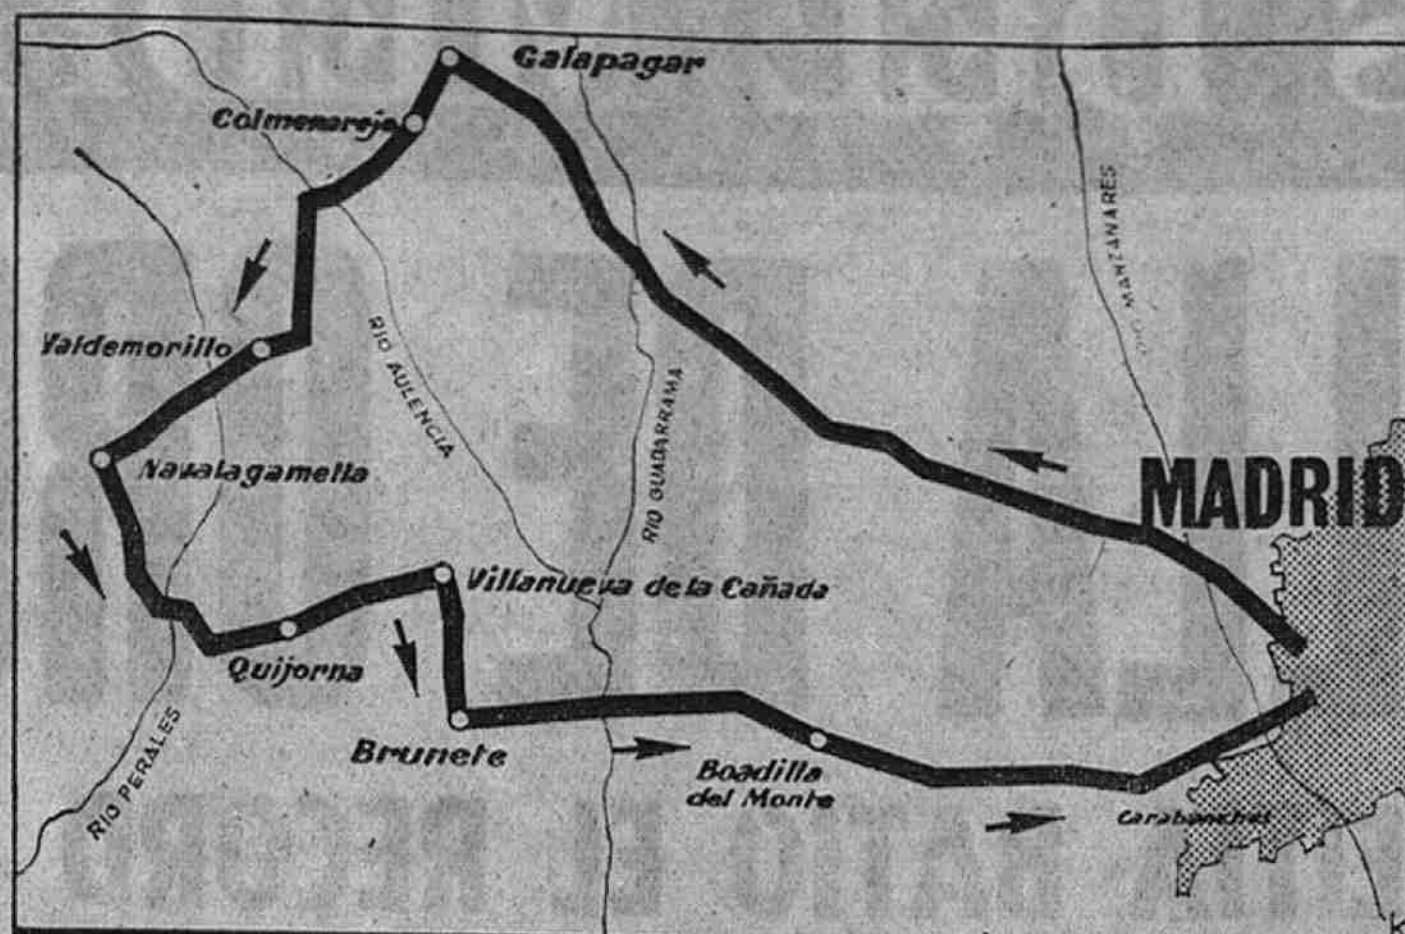 Galapagar
Colmenarejo
RIO MANZANARES
Valdemorillo
RIO AULENCIA
RIO GUADARRAMA
MADRID
Navalagamella
Villanueva de la Cañada
Quijorna
RIO PERALES
Brunete
Boadilla
del Monte
Carabanchel